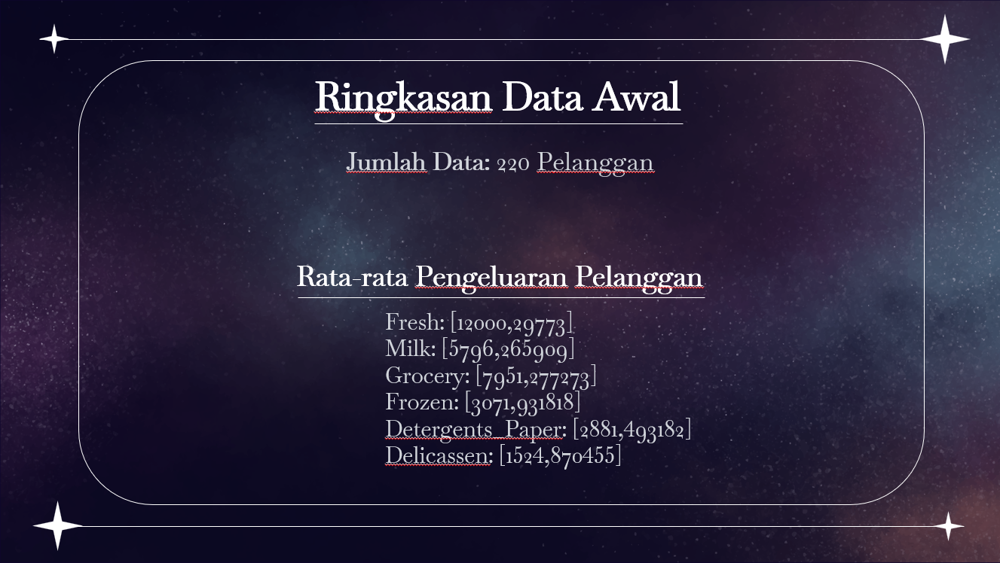 Ringkasan Data Awal
Jumlah Data: 220 Pelanggan
Rata-rata Pengeluaran Pelanggan
Fresh: [12000,29773]
Milk: [5796,265909]
Grocery: [7951,277273]
Frozen: [3071,931818]
Detergents_Paper: [2881,493182]
Delicassen: [1524,870455]